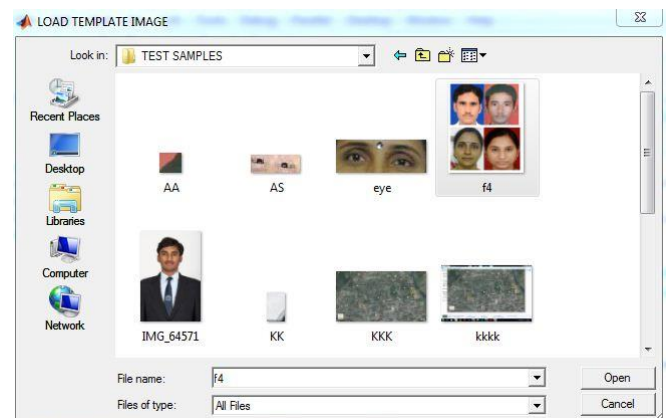 LOAD TEMPLATE IMAGE
Look in:
TEST SAMPLES
Recent Places
Desktop
Libraries
Computer
Network
AA
AS
eye
f4
IMG_64571
KK
KKK
kkkk
File name:
f4
Open
Files of type:
All Files
Cancel